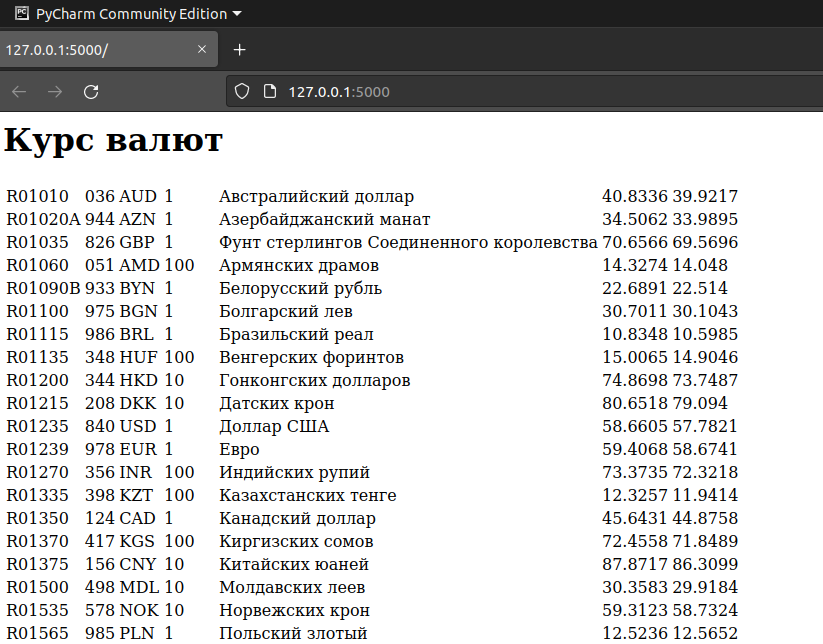 PyCharm Community Edition
127.0.0.1:5000/
127.0.0.1:5000
Курс валют
R01010 036 AUD 1 Австралийский доллар 40.8336 39.9217
R01020A 944 AZN 1 Азербайджанский манат 34.5062 33.9895
R01035 826 GBP 1 Фунт стерлингов Соединенного королевства 70.6566 69.5696
R01060 051 AMD 100 Армянских драмов 14.3274 14.048
R01090B 933 BYN 1 Белорусский рубль 22.6891 22.514
R01100 975 BGN 1 Болгарский лев 30.7011 30.1043
R01115 986 BRL 1 Бразильский реал 10.8348 10.5985
R01135 348 HUF 100 Венгерских форинтов 15.0065 14.9046
R01200 344 HKD 10 Гонконгских долларов 74.8698 73.7487
R01215 208 DKK 10 Датских крон 80.6518 79.094
R01235 840 USD 1 Доллар США 58.6605 57.7821
R01239 978 EUR 1 Евро 59.4068 58.6741
R01270 356 INR 100 Индийских рупий 73.3735 72.3218
R01335 398 KZT 100 Казахстанских тенге 12.3257 11.9414
R01350 124 CAD 1 Канадский доллар 45.6431 44.8758
R01370 417 KGS 100 Киргизских сомов 72.4558 71.8489
R01375 156 CNY 10 Китайских юаней 87.8717 86.3099
R01500 498 MDL 10 Молдавских леев 30.3583 29.9184
R01535 578 NOK 10 Норвежских крон 59.3123 58.7324
R01565 985 PLN 1 Польский злотый 12.5236 12.5652